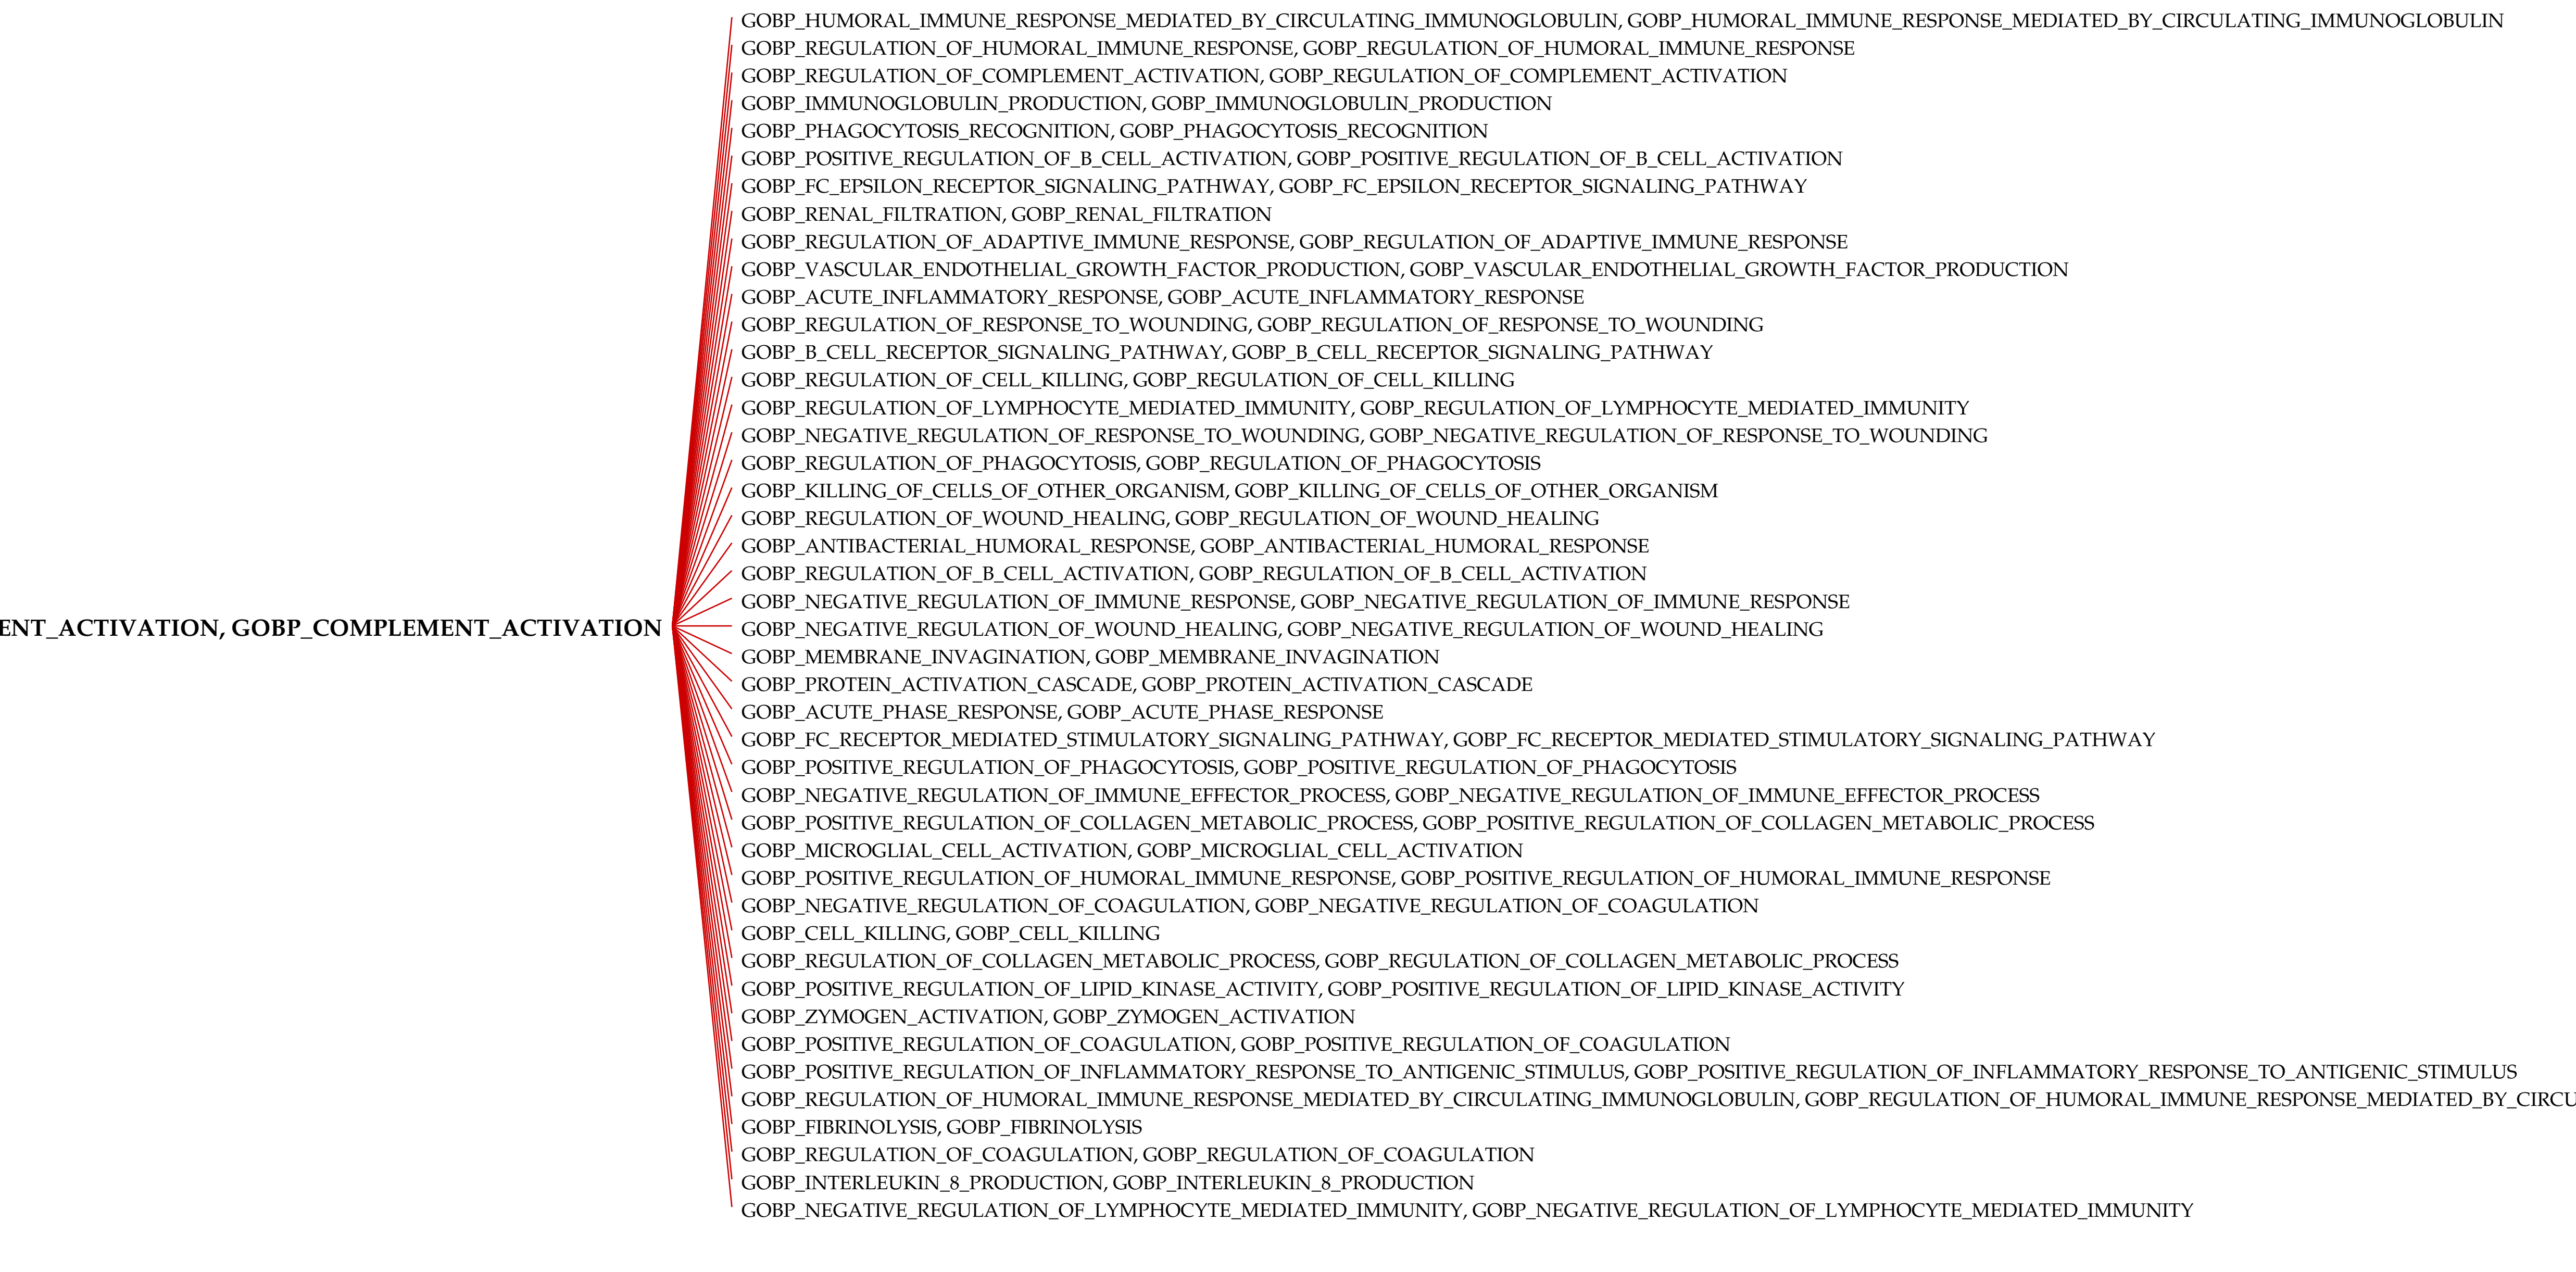 GOBP_HUMORAL_IMMUNE_RESPONSE_MEDIATED_BY_CIRCULATING_IMMUNOGLOBULIN, GOBP_HUMORAL_IMMUNE_RESPONSE_MEDIATED_BY_CIRCULATING_IMMUNOGLOBULIN
GOBP_REGULATION_OF_HUMORAL_IMMUNE_RESPONSE, GOBP_REGULATION_OF_HUMORAL_IMMUNE_RESPONSE
GOBP_REGULATION_OF_COMPLEMENT_ACTIVATION, GOBP_REGULATION_OF_COMPLEMENT_ACTIVATION
GOBP_IMMUNOGLOBULIN_PRODUCTION, GOBP_IMMUNOGLOBULIN_PRODUCTION
GOBP_PHAGOCYTOSIS_RECOGNITION, GOBP_PHAGOCYTOSIS_RECOGNITION
GOBP_POSITIVE_REGULATION_OF_B_CELL_ACTIVATION, GOBP_POSITIVE_REGULATION_OF_B_CELL_ACTIVATION
GOBP_FC_EPSILON_RECEPTOR_SIGNALING_PATHWAY, GOBP_FC_EPSILON_RECEPTOR_SIGNALING_PATHWAY
GOBP_RENAL_FILTRATION, GOBP_RENAL_FILTRATION
GOBP_REGULATION_OF_ADAPTIVE_IMMUNE_RESPONSE, GOBP_REGULATION_OF_ADAPTIVE_IMMUNE_RESPONSE
GOBP_VASCULAR_ENDOTHELIAL_GROWTH_FACTOR_PRODUCTION, GOBP_VASCULAR_ENDOTHELIAL_GROWTH_FACTOR_PRODUCTION
GOBP_ACUTE_INFLAMMATORY_RESPONSE, GOBP_ACUTE_INFLAMMATORY_RESPONSE
GOBP_REGULATION_OF_RESPONSE_TO_WOUNDING, GOBP_REGULATION_OF_RESPONSE_TO_WOUNDING
GOBP_B_CELL_RECEPTOR_SIGNALING_PATHWAY, GOBP_B_CELL_RECEPTOR_SIGNALING_PATHWAY
GOBP_REGULATION_OF_CELL_KILLING, GOBP_REGULATION_OF_CELL_KILLING
GOBP_REGULATION_OF_LYMPHOCYTE_MEDIATED_IMMUNITY, GOBP_REGULATION_OF_LYMPHOCYTE_MEDIATED_IMMUNITY
GOBP_NEGATIVE_REGULATION_OF_RESPONSE_TO_WOUNDING, GOBP_NEGATIVE_REGULATION_OF_RESPONSE_TO_WOUNDING
GOBP_REGULATION_OF_PHAGOCYTOSIS, GOBP_REGULATION_OF_PHAGOCYTOSIS
GOBP_KILLING_OF_CELLS_OF_OTHER_ORGANISM, GOBP_KILLING_OF_CELLS_OF_OTHER_ORGANISM
GOBP_REGULATION_OF_WOUND_HEALING, GOBP_REGULATION_OF_WOUND_HEALING
GOBP_ANTIBACTERIAL_HUMORAL_RESPONSE, GOBP_ANTIBACTERIAL_HUMORAL_RESPONSE
GOBP_REGULATION_OF_B_CELL_ACTIVATION, GOBP_REGULATION_OF_B_CELL_ACTIVATION
GOBP_NEGATIVE_REGULATION_OF_IMMUNE_RESPONSE, GOBP_NEGATIVE_REGULATION_OF_IMMUNE_RESPONSE
ENT_ACTIVATION, GOBP_COMPLEMENT_ACTIVATION
GOBP_NEGATIVE_REGULATION_OF_WOUND_HEALING, GOBP_NEGATIVE_REGULATION_OF_WOUND_HEALING
GOBP_MEMBRANE_INVAGINATION, GOBP_MEMBRANE_INVAGINATION
GOBP_PROTEIN_ACTIVATION_CASCADE, GOBP_PROTEIN_ACTIVATION_CASCADE
GOBP_ACUTE_PHASE_RESPONSE, GOBP_ACUTE_PHASE_RESPONSE
GOBP_FC_RECEPTOR_MEDIATED_STIMULATORY_SIGNALING_PATHWAY, GOBP_FC_RECEPTOR_MEDIATED_STIMULATORY_SIGNALING_PATHWAY
GOBP_POSITIVE_REGULATION_OF_PHAGOCYTOSIS, GOBP_POSITIVE_REGULATION_OF_PHAGOCYTOSIS
GOBP_NEGATIVE_REGULATION_OF_IMMUNE_EFFECTOR_PROCESS, GOBP_NEGATIVE_REGULATION_OF_IMMUNE_EFFECTOR_PROCESS
GOBP_POSITIVE_REGULATION_OF_COLLAGEN_METABOLIC_PROCESS, GOBP_POSITIVE_REGULATION_OF_COLLAGEN_METABOLIC_PROCESS
GOBP_MICROGLIAL_CELL_ACTIVATION, GOBP_MICROGLIAL_CELL_ACTIVATION
GOBP_POSITIVE_REGULATION_OF_HUMORAL_IMMUNE_RESPONSE, GOBP_POSITIVE_REGULATION_OF_HUMORAL_IMMUNE_RESPONSE
GOBP_NEGATIVE_REGULATION_OF_COAGULATION, GOBP_NEGATIVE_REGULATION_OF_COAGULATION
GOBP_CELL_KILLING, GOBP_CELL_KILLING
GOBP_REGULATION_OF_COLLAGEN_METABOLIC_PROCESS, GOBP_REGULATION_OF_COLLAGEN_METABOLIC_PROCESS
GOBP_POSITIVE_REGULATION_OF_LIPID_KINASE_ACTIVITY, GOBP_POSITIVE_REGULATION_OF_LIPID_KINASE_ACTIVITY
GOBP_ZYMOGEN_ACTIVATION, GOBP_ZYMOGEN_ACTIVATION
GOBP_POSITIVE_REGULATION_OF_COAGULATION, GOBP_POSITIVE_REGULATION_OF_COAGULATION
GOBP_POSITIVE_REGULATION_OF_INFLAMMATORY_RESPONSE_TO_ANTIGENIC_STIMULUS, GOBP_POSITIVE_REGULATION_OF_INFLAMMATORY_RESPONSE_TO_ANTIGENIC_STIMULUS
GOBP_REGULATION_OF_HUMORAL_IMMUNE_RESPONSE_MEDIATED_BY_CIRCULATING_IMMUNOGLOBULIN, GOBP_REGULATION_OF_HUMORAL_IMMUNE_RESPONSE_MEDIATED_BY_CIRCU
GOBP_FIBRINOLYSIS, GOBP_FIBRINOLYSIS
GOBP_REGULATION_OF_COAGULATION, GOBP_REGULATION_OF_COAGULATION
GOBP_INTERLEUKIN_8_PRODUCTION, GOBP_INTERLEUKIN_8_PRODUCTION
GOBP_NEGATIVE_REGULATION_OF_LYMPHOCYTE_MEDIATED_IMMUNITY, GOBP_NEGATIVE_REGULATION_OF_LYMPHOCYTE_MEDIATED_IMMUNITY